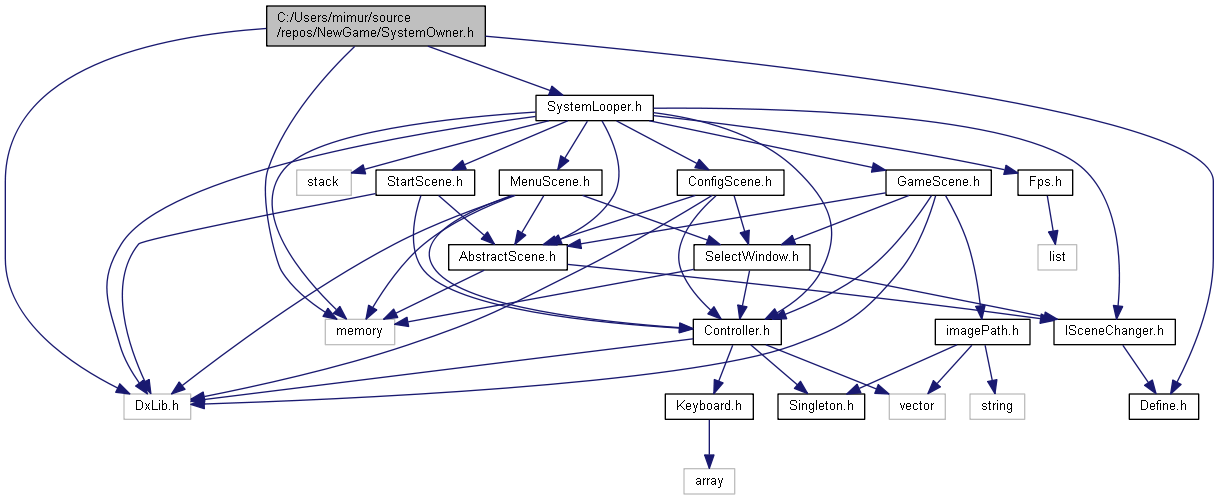 C:/Users/mimur/source
/repos/NewGame/SystemOwner.h
SystemLooper.h
stack
StartScene.h
MenuScene.h
ConfigScene.h
GameScene.h
Fps.h
AbstractScene.h
SelectWindow.h
list
memory
Controller.h
imagePath.h
ISceneChanger.h
DxLib.h
Keyboard.h
Singleton.h
vector
string
Define.h
array